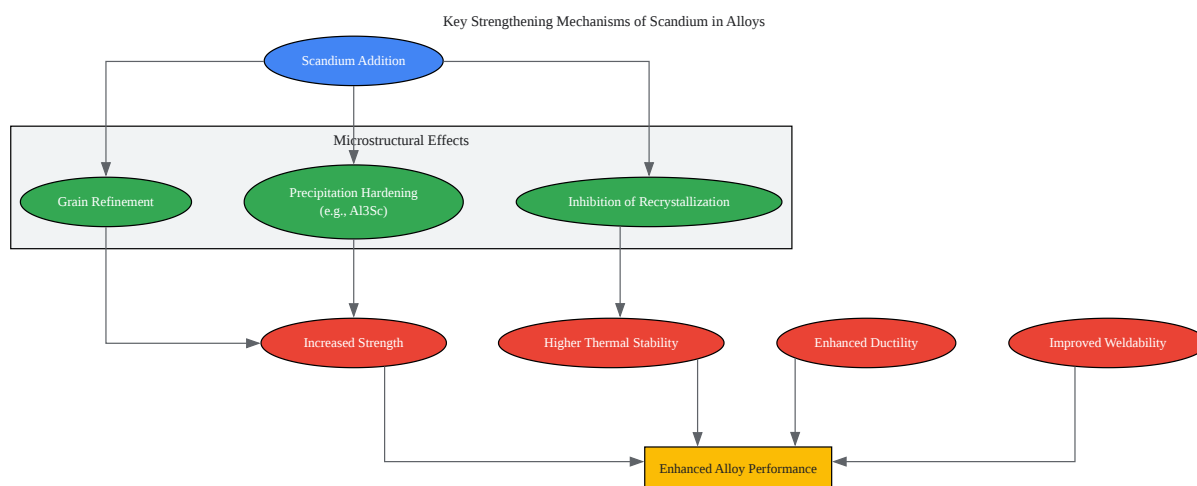 Key Strengthening Mechanisms of Scandium in Alloys
Scandium Addition
Microstructural Effects
Grain Refinement
Precipitation Hardening
(e.g., Al3Sc)
Inhibition of Recrystallization
Increased Strength
Higher Thermal Stability
Enhanced Ductility
Improved Weldability
Enhanced Alloy Performance